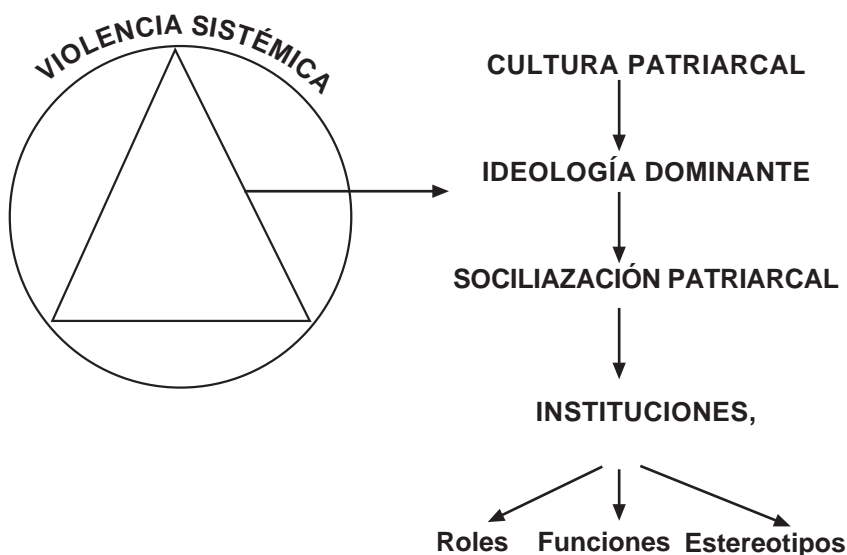 VIOLENCIA SISTÉMICA
CULTURA PATRIARCAL
IDEOLOGÍA DOMINANTE
SOCILIAZACIÓN PATRIARCAL
INSTITUCIONES,
Roles Funciones Estereotipos